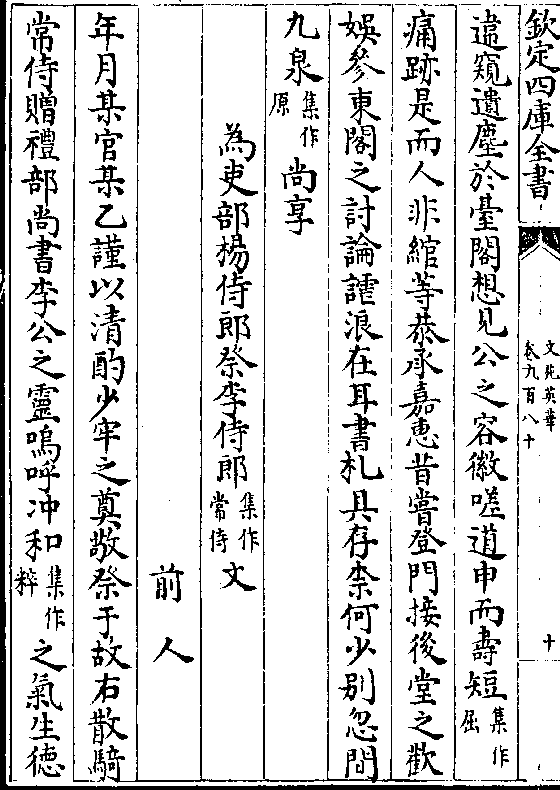 欽定四庫全書
文苑英華
卷九百八十
十
違窺遺塵於臺閣想見公之容徽嗟道申而壽短集作屈
痛跡是而人非綰等恭承嘉惠昔嘗登門接後堂之歡
娛參東閣之討論謔浪在耳書札具存柰何少别忽間
九泉集作原尚享
為吏部楊侍郎祭李侍郎集作常侍文
前人
年月某官某乙謹以清酌少牢之奠敬祭于故右散騎
常侍贈禮部尚書李公之靈嗚呼冲和集作粹之氣生德